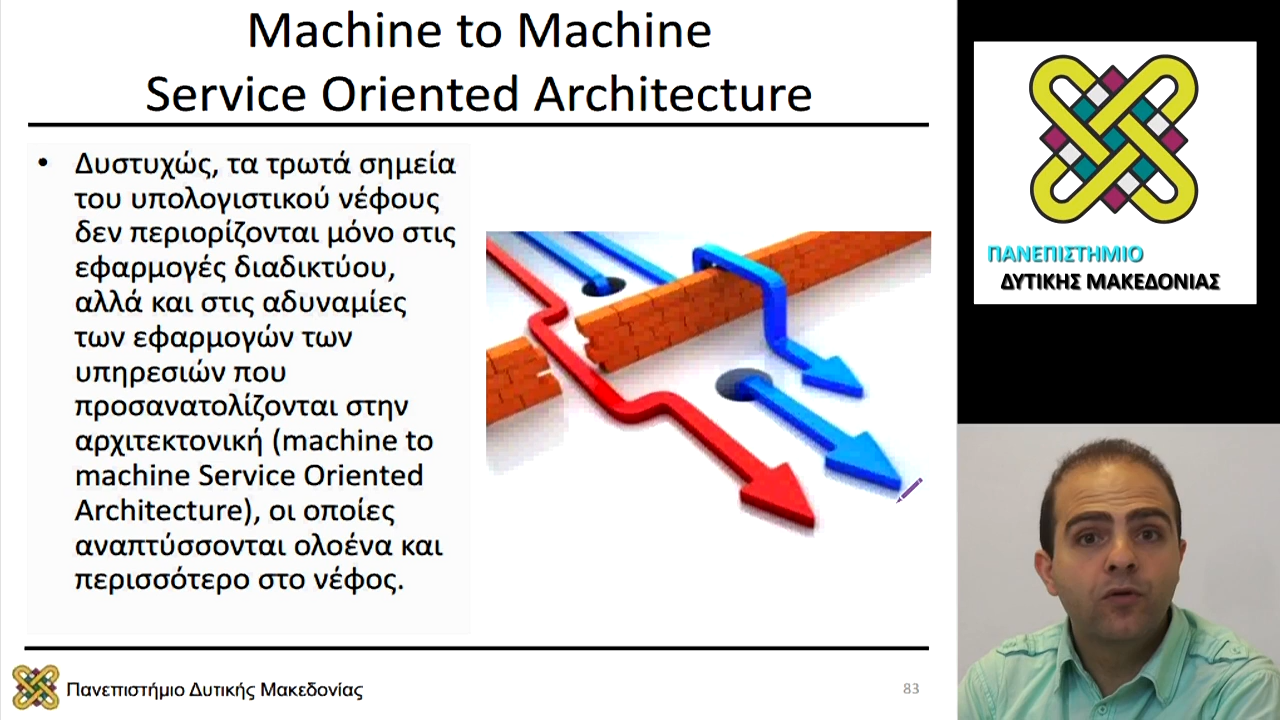 Machine to Machine
Service Oriented Architecture
• Δυστυχώς, τα τρωτά σημεία
του υπολογιστικού νέφους
δεν περιορίζονται μόνο στις
εφαρμογές διαδικτύου,
αλλά και στις αδυναμίες
των εφαρμογών των
υπηρεσιών που
προσανατολίζονται στην
αρχιτεκτονική (machine to
machine Service Oriented
Architecture), οι οποίες
αναπτύσσονται ολοένα και
περισσότερο στο νέφος.
Πανεπιστήμιο Δυτικής Μακεδονίας
83
ΠΑΝΕΠΙΣΤΗΜΙΟ
ΔΥΤΙΚΗΣ ΜΑΚΕΔΟΝΙΑΣ